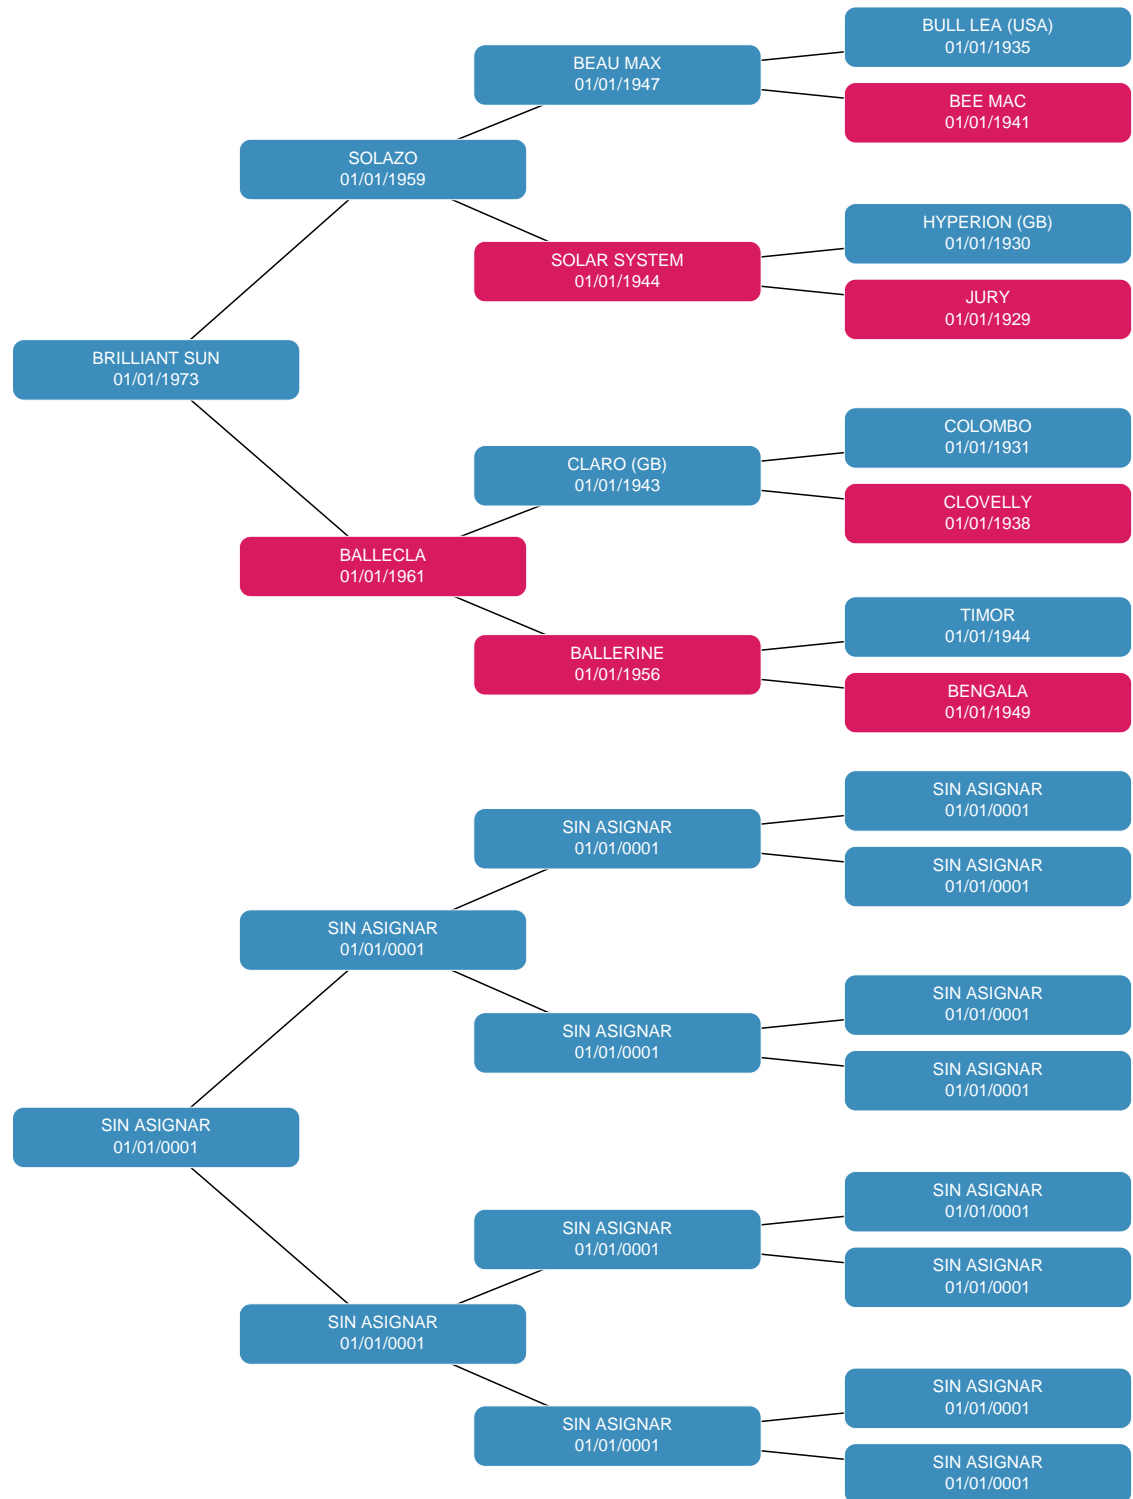 BULL LEA (USA)
01/01/1935
BEAU MAX
01/01/1947
BEE MAC
01/01/1941
SOLAZO
01/01/1959
HYPERION (GB)
01/01/1930
SOLAR SYSTEM
01/01/1944
JURY
01/01/1929
BRILLIANT SUN
01/01/1973
COLOMBO
01/01/1931
CLARO (GB)
01/01/1943
CLOVELLY
01/01/1938
BALLECLA
01/01/1961
TIMOR
01/01/1944
BALLERINE
01/01/1956
BENGALA
01/01/1949
SIN ASIGNAR
01/01/0001
SIN ASIGNAR
01/01/0001
SIN ASIGNAR
01/01/0001
SIN ASIGNAR
01/01/0001
SIN ASIGNAR
01/01/0001
SIN ASIGNAR
01/01/0001
SIN ASIGNAR
01/01/0001
SIN ASIGNAR
01/01/0001
SIN ASIGNAR
01/01/0001
SIN ASIGNAR
01/01/0001
SIN ASIGNAR
01/01/0001
SIN ASIGNAR
01/01/0001
SIN ASIGNAR
01/01/0001
SIN ASIGNAR
01/01/0001
SIN ASIGNAR
01/01/0001